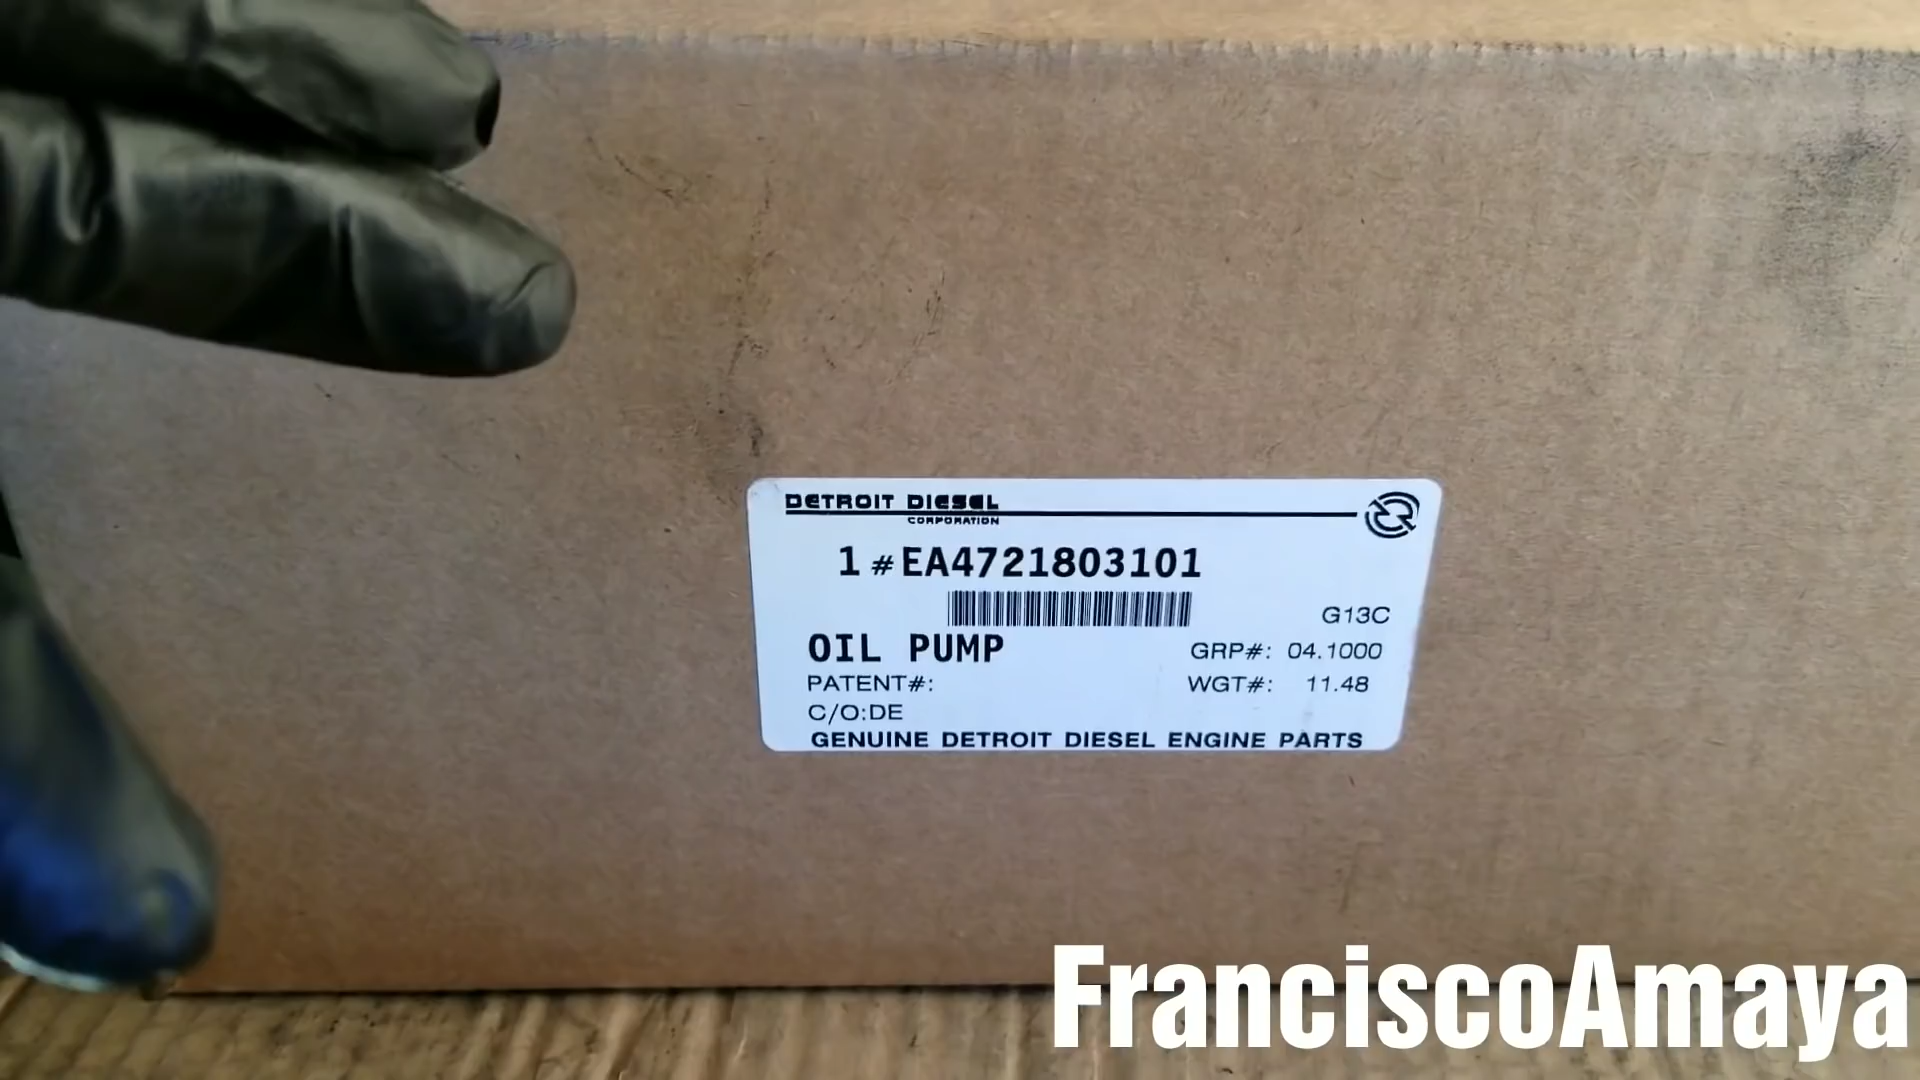 DETROIT DIESEL
CORPORATION
1 # EA4721803101
G13C
OIL PUMP
GRP#: 04.1000
PATENT#:
WGT#: 11.48
C/O:DE
GENUINE DETROIT DIESEL ENGINE PARTS
FranciscoAmaya